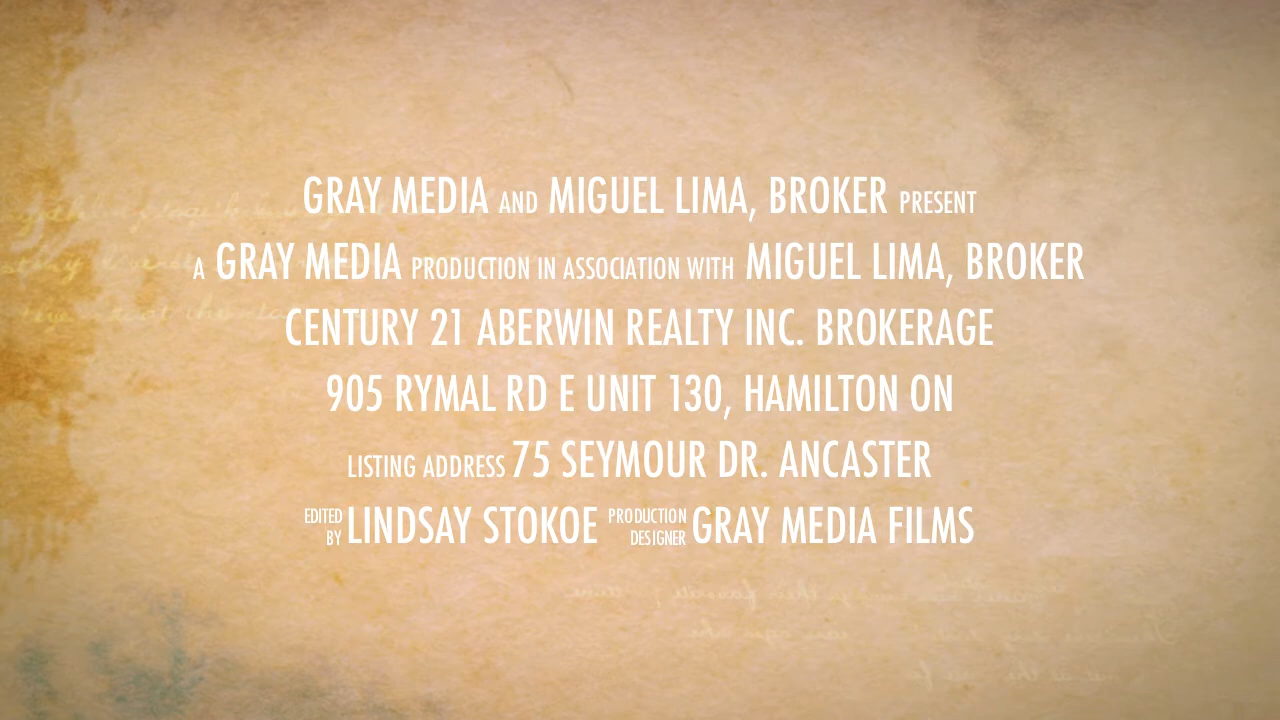 GRAY MEDIA AND MIGUEL LIMA, BROKER PRESENT
A GRAY MEDIA PRODUCTION IN ASSOCIATION WITH MIGUEL LIMA, BROKER
CENTURY 21 ABERWIN REALTY INC. BROKERAGE
905 RYMAL RD E UNIT 130, HAMILTON ON
LISTING ADDRESS 75 SEYMOUR DR. ANCASTER
EDITED BY LINDSAY STOKOE PRODUCTION DESIGNER GRAY MEDIA FILMS